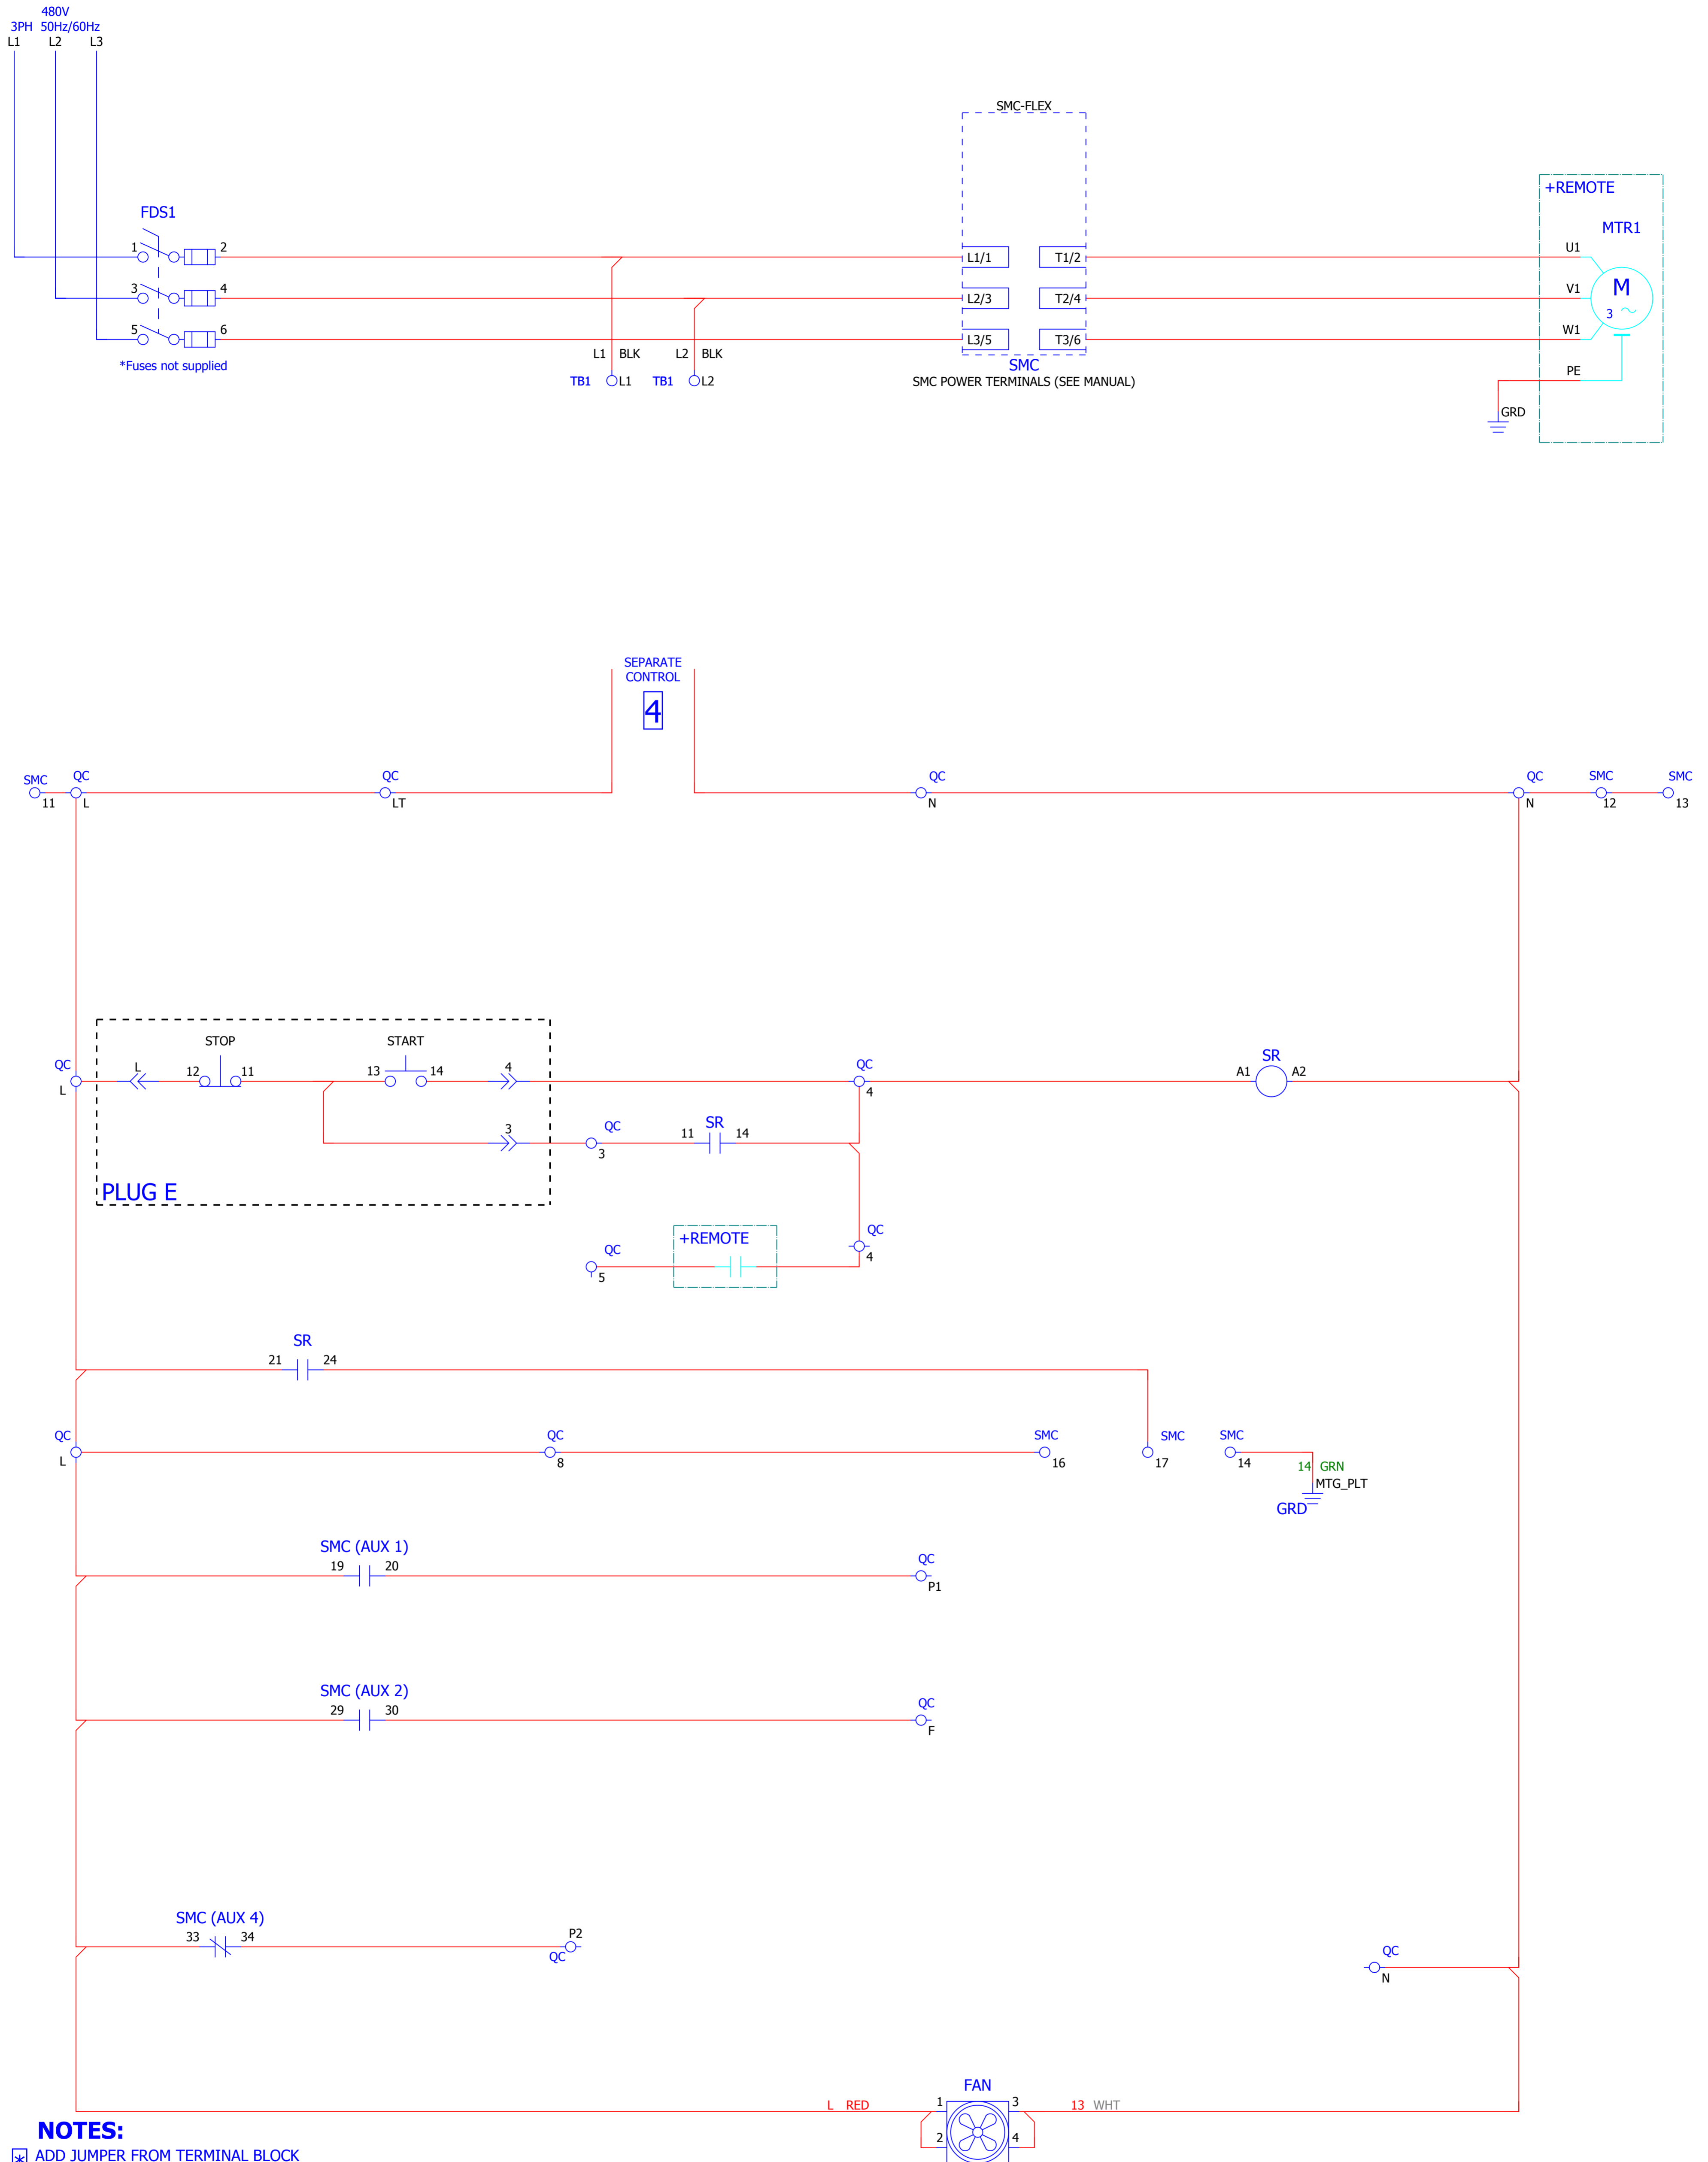 480V
3PH 50Hz/60Hz
L1 L2 L3
SMC-FLEX
+REMOTE
FDS1
MTR1
1 2
L1/1 T1/2
U1
3 4
L2/3 T2/4
V1
M
3
5 6
L3/5 T3/6
W1
*Fuses not supplied
L1 BLK L2 BLK
SMC
SMC POWER TERMINALS (SEE MANUAL)
TB1 L1 TB1 L2
PE
GRD
SEPARATE
CONTROL
4
SMC QC QC QC QC SMC SMC
11 L LT N N 12 13
STOP START
QC L 12 11 13 14 4 QC A1 SR A2
L 4
3 QC 11 SR 14
3
PLUG E
+REMOTE
QC
4
QC
5
SR
21 24
QC QC SMC SMC SMC
L 8 16 17 14
14 GRN
MTG_PLT
GRD
SMC (AUX 1)
19 20
QC
P1
SMC (AUX 2)
29 30
QC
F
SMC (AUX 4)
33 34
P2
QC
QC
N
FAN
L RED 1 3 13 WHT
2 4
NOTES:
* ADD JUMPER FROM TERMINAL BLOCK